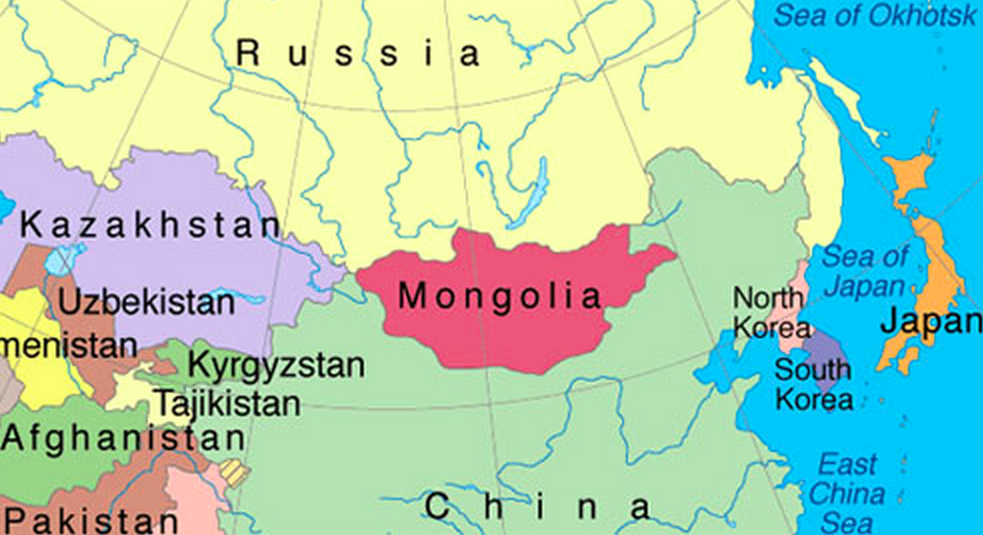 Sea of Okhotsk
Russia
Kazakhstan
Sea of
Japan
Mongolia
Uzbekistan
North
Korea
Japan
menistan
Kyrgyzstan
South
Korea
Tajikistan
Afghanistan
East
China
Sea
China
Pakistan